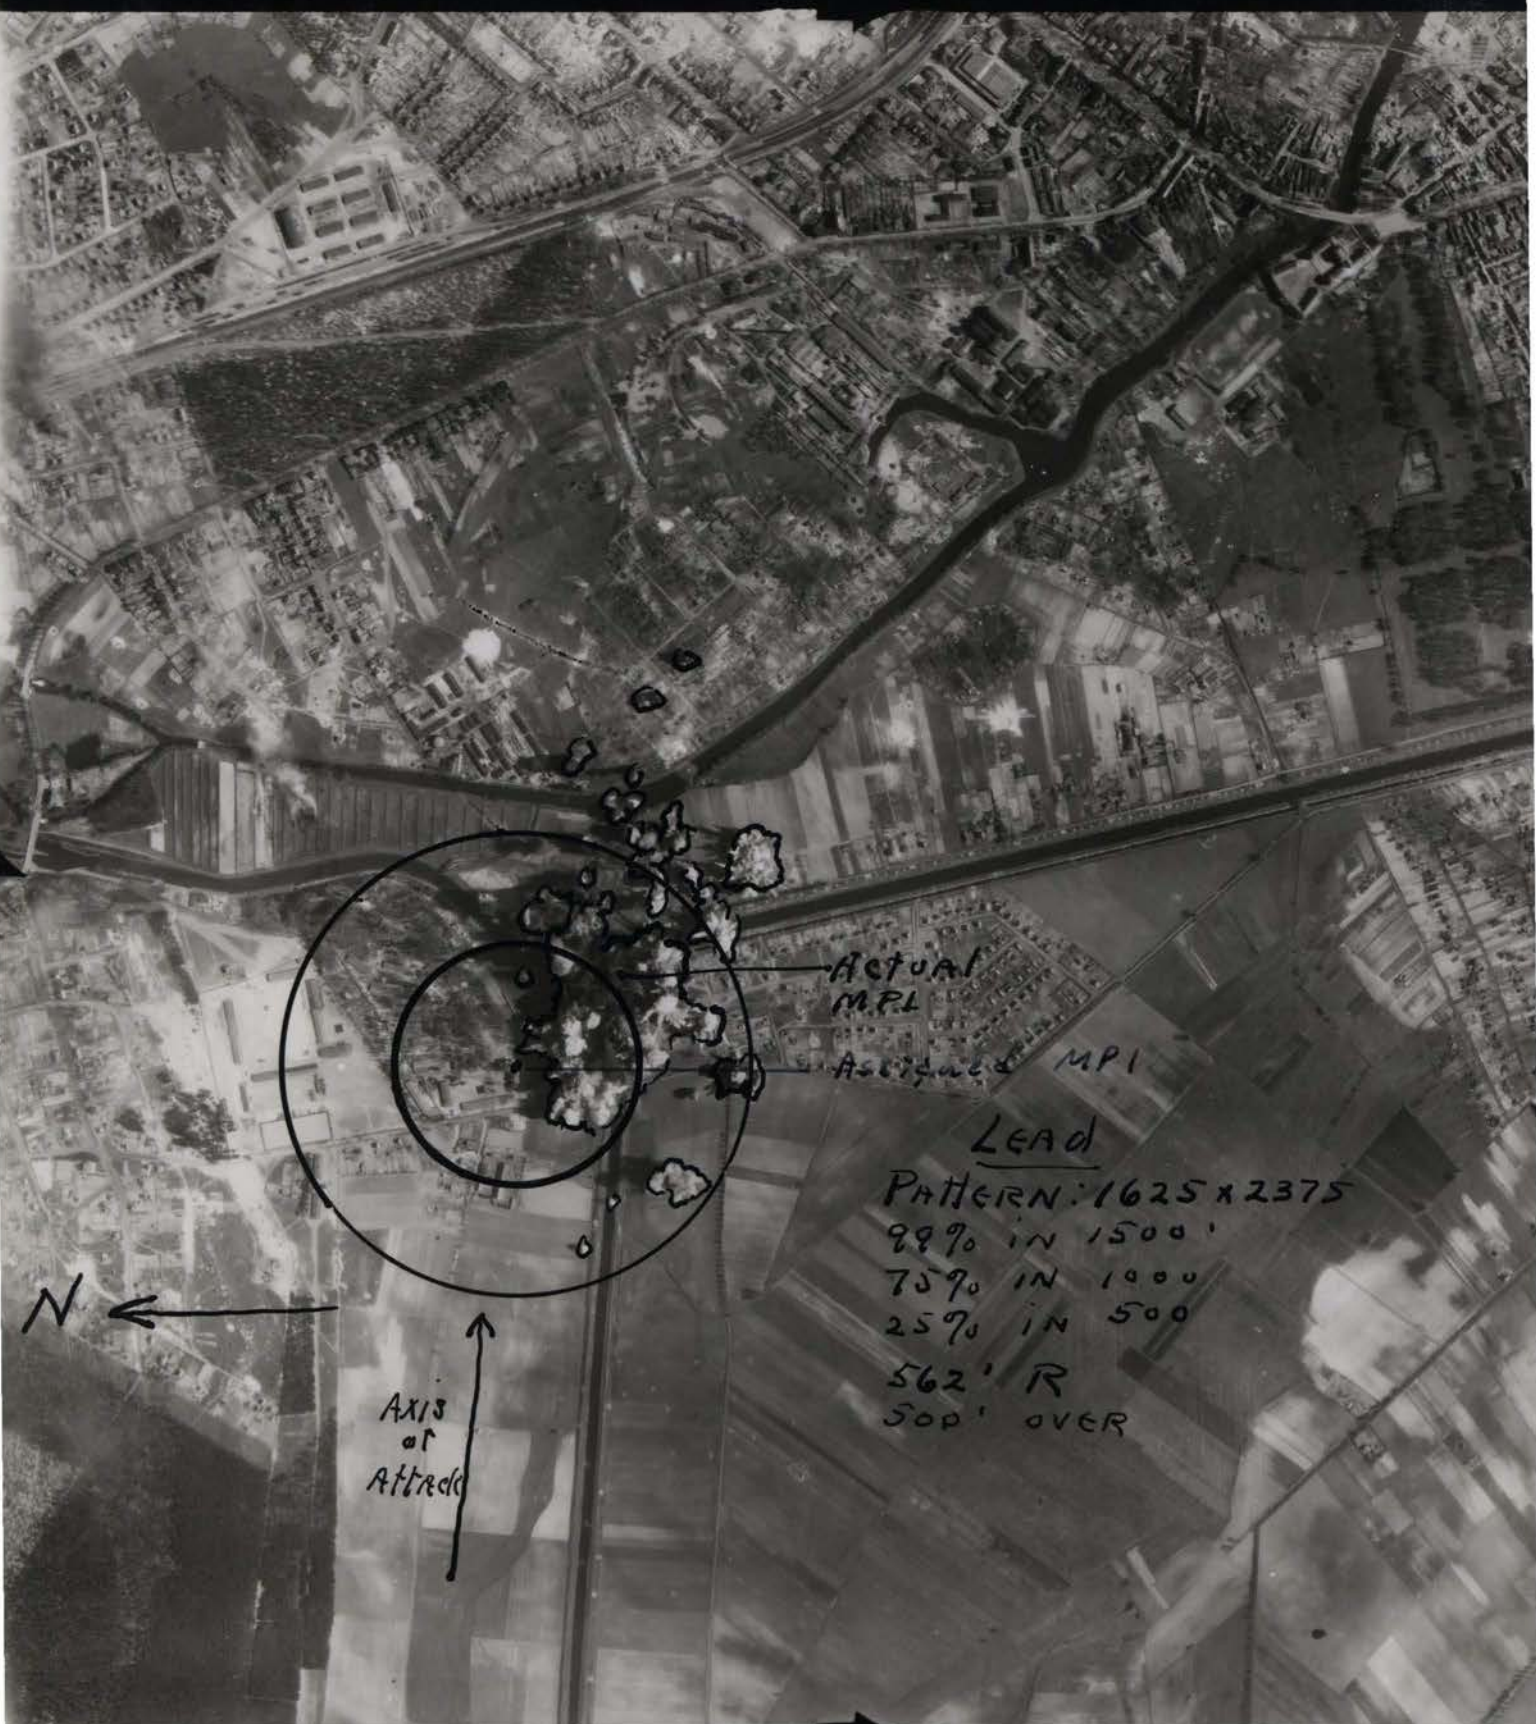 Actual
M.P.I
Assigned MPI
Lead
Pattern: 1625 x 2375
99% in 1500'
75% in 1000
25% in 500
562' R
500' over
N
Axis
of
Attack